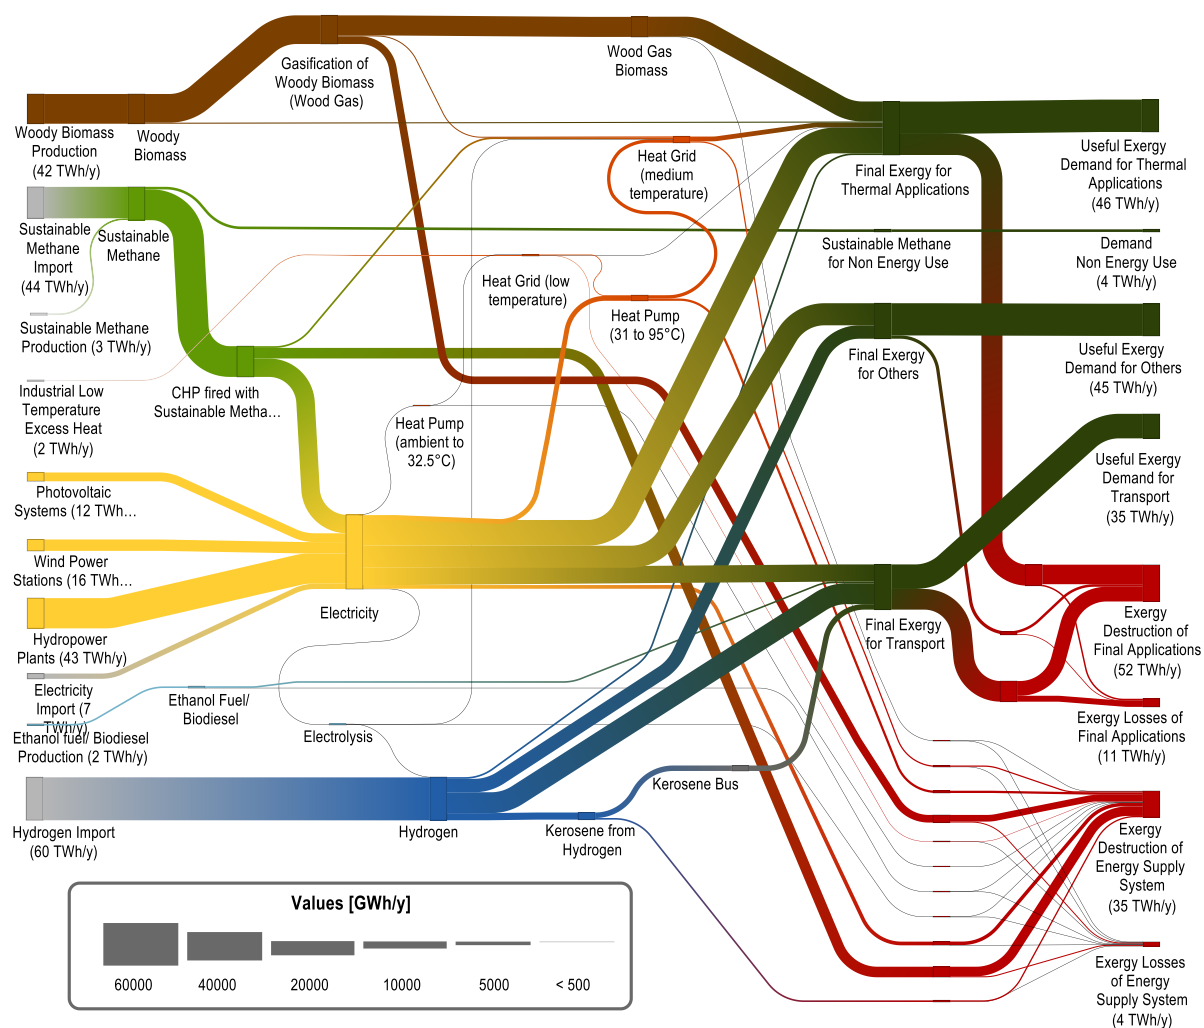 Woody Biomass
Production
(42 TWh/y)
Woody
Biomass
Gasification of
Woody Biomass
(Wood Gas)
Wood Gas
Biomass
Sustainable
Methane
Import
(44 TWh/y)
Sustainable
Methane
Sustainable Methane
Production (3 TWh/y)
Industrial Low
Temperature
Excess Heat
(2 TWh/y)
CHP fired with
Sustainable Metha…
Heat Grid
(medium
temperature)
Heat Grid (low
temperature)
Heat Pump
(31 to 95°C)
Heat Pump
(ambient to
32.5°C)
Final Exergy for
Thermal Applications
Sustainable Methane
for Non Energy Use
Final Exergy
for Others
Useful Exergy
Demand for Thermal
Applications
(46 TWh/y)
Demand
Non Energy Use
(4 TWh/y)
Useful Exergy
Demand for Others
(45 TWh/y)
Useful Exergy
Demand for
Transport
(35 TWh/y)
Photovoltaic
Systems (12 TWh…
Wind Power
Stations (16 TWh…
Hydropower
Plants (43 TWh/y)
Electricity
Import (7
TWh/y)
Ethanol fuel/ Biodiesel
Production (2 TWh/y)
Electricity
Ethanol Fuel/
Biodiesel
Electrolysis
Final Exergy
for Transport
Exergy
Destruction of
Final Applications
(52 TWh/y)
Exergy Losses of
Final Applications
(11 TWh/y)
Hydrogen Import
(60 TWh/y)
Hydrogen
Kerosene from
Hydrogen
Kerosene Bus
Exergy
Destruction of
Energy Supply
System
(35 TWh/y)
Exergy Losses
of Energy
Supply System
(4 TWh/y)
Values [GWh/y]
60000 40000 20000 10000 5000 < 500